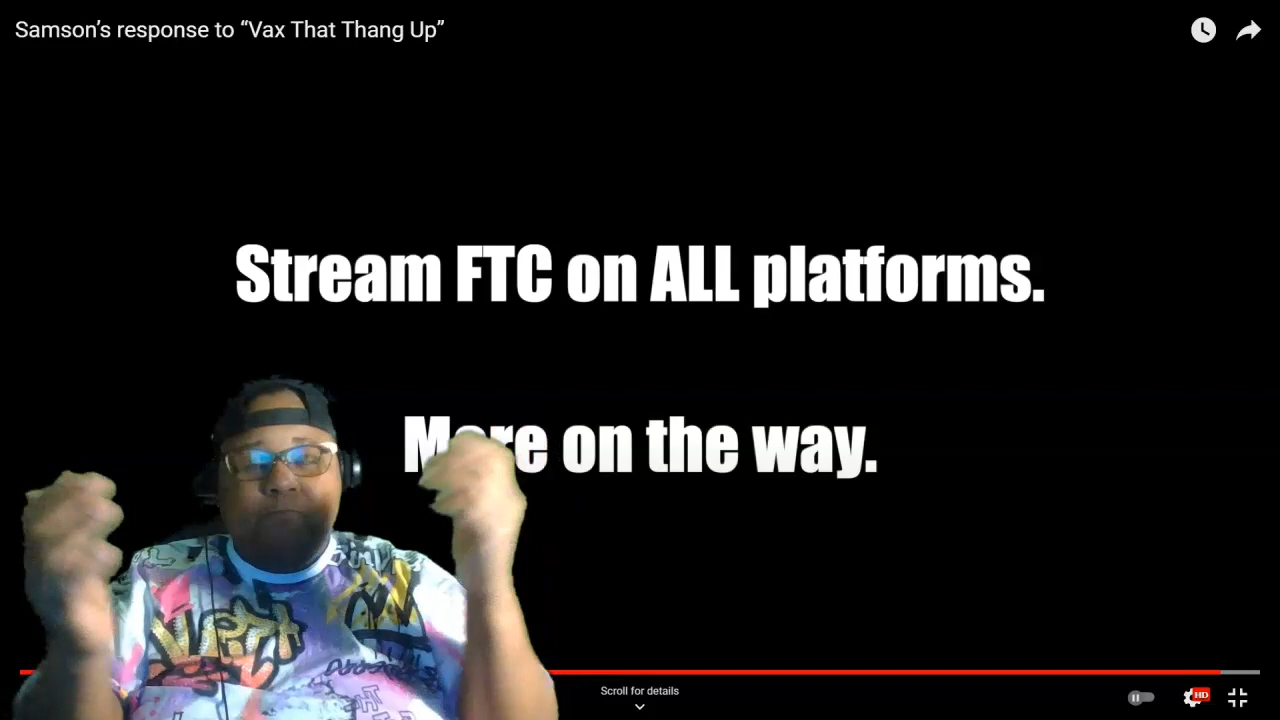 Samson’s response to “Vax That Thang Up”
Stream FTC on ALL platforms.
More on the way.
Scroll for details
HD